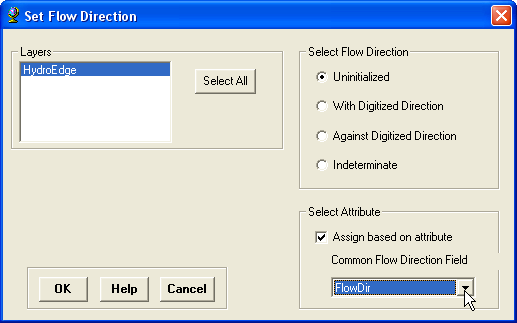 Set Flow Direction
Layers
HydroEdge
Select All
Select Flow Direction
Uninitialized
With Digitized Direction
Against Digitized Direction
Indeterminate
Select Attribute
Assign based on attribute
Common Flow Direction Field
FlowDir
OK
Help
Cancel